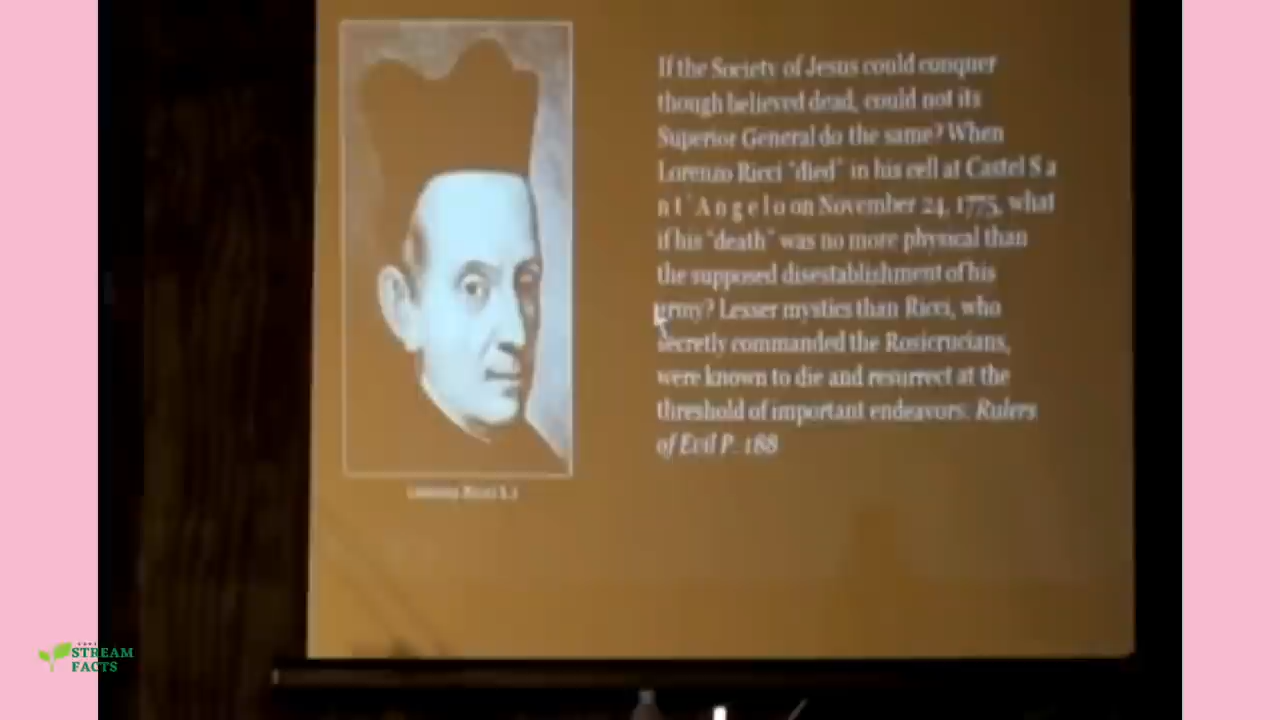 If the Society of Jesus could conquer
though believed dead, could not its
Superior General do the same? When
Lorenzo Ricci "died" in his cell at Castel S a
n t ' A n g e l o on November 24, 1775, what
if his "death" was no more physical than
the supposed disestablishment of his
army? Lesser mystics than Ricci, who
secretly commanded the Rosicrucians,
were known to die and resurrect at the
threshold of important endeavors. Rulers
of Evil P. 188
Ricci S.J
STREAM
FACTS